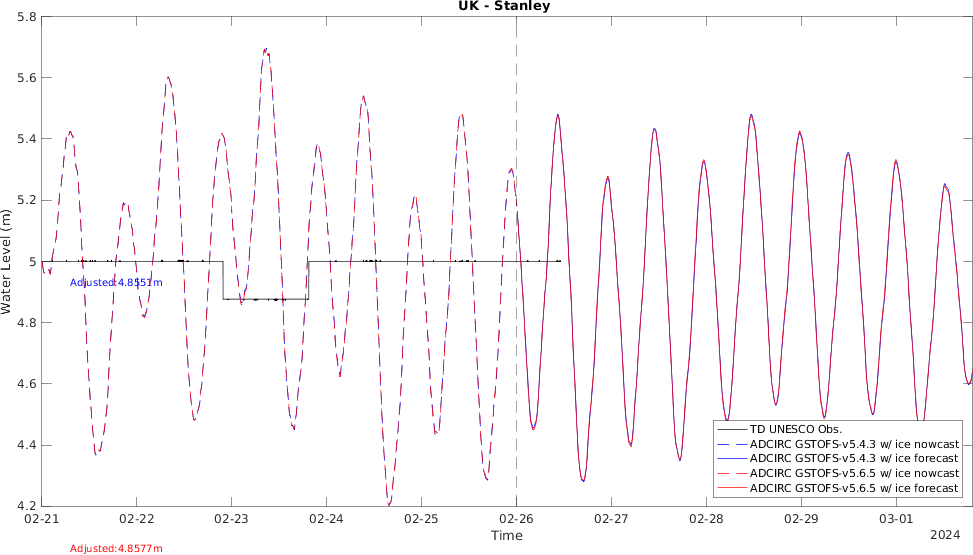 UK - Stanley
5.8
5.6
5.4
5.2
5
4.8
4.6
4.4
4.2
Water Level (m)
Adjusted:4.8551m
TD UNESCO Obs.
ADCIRC GSTOFS-v5.4.3 w/ ice nowcast
ADCIRC GSTOFS-v5.4.3 w/ ice forecast
ADCIRC GSTOFS-v5.6.5 w/ ice nowcast
ADCIRC GSTOFS-v5.6.5 w/ ice forecast
02-21 02-22 02-23 02-24 02-25 02-26 02-27 02-28 02-29 03-01
Time
2024
Adjusted:4.8577m